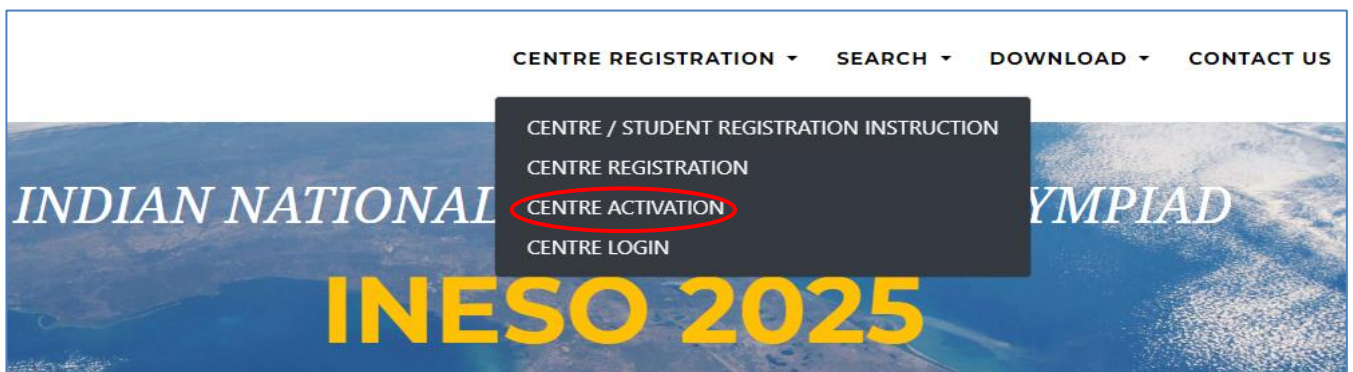 CENTRE REGISTRATION SEARCH DOWNLOAD CONTACT US
CENTRE / STUDENT REGISTRATION INSTRUCTION
CENTRE REGISTRATION
CENTRE ACTIVATION
CENTRE LOGIN
INDIAN NATIONAL YMPIAD
INESO 2025